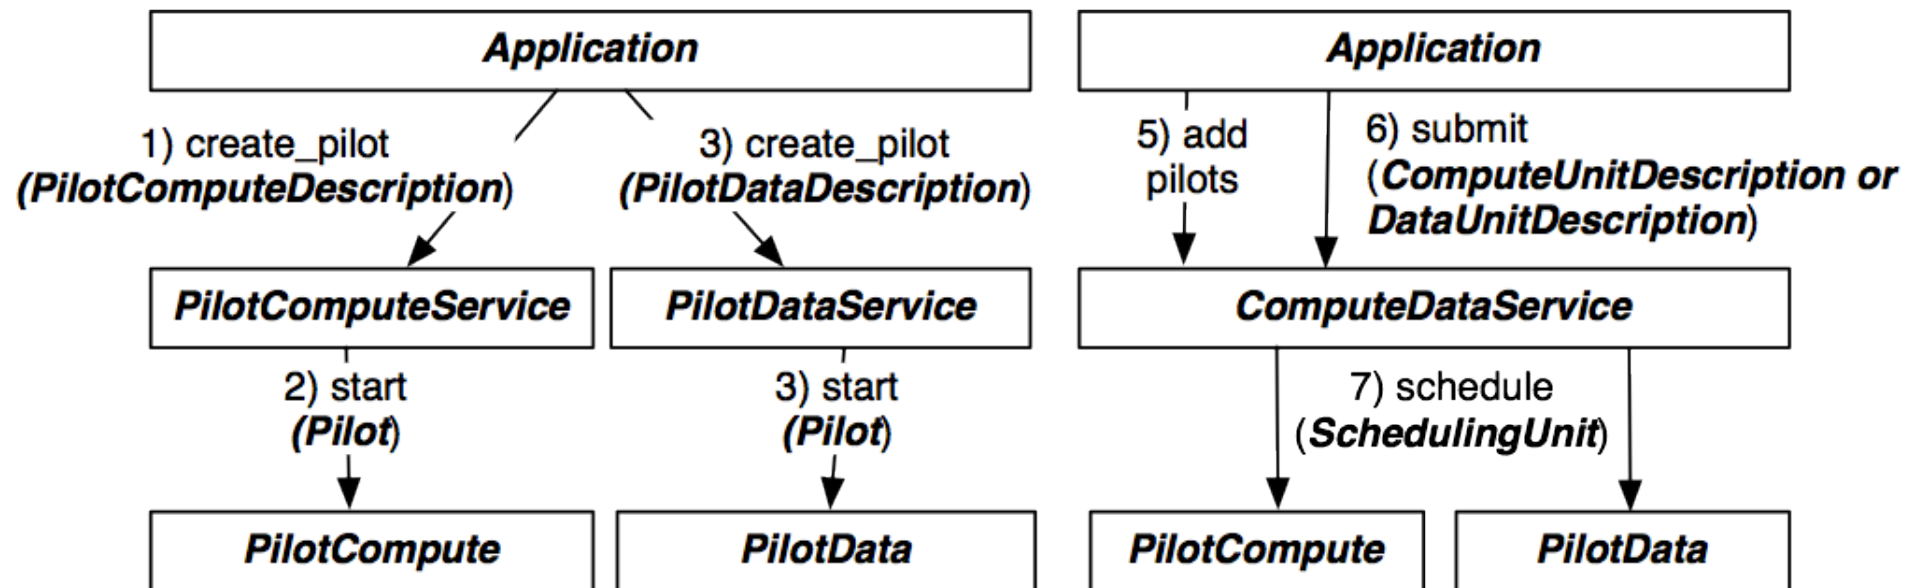 Application
1) create_pilot
(PilotComputeDescription)
3) create_pilot
(PilotDataDescription)
PilotComputeService
PilotDataService
2) start
(Pilot)
3) start
(Pilot)
PilotCompute
PilotData
Application
5) add
pilots
6) submit
(ComputeUnitDescription or
DataUnitDescription)
ComputeDataService
7) schedule
(SchedulingUnit)
PilotCompute
PilotData